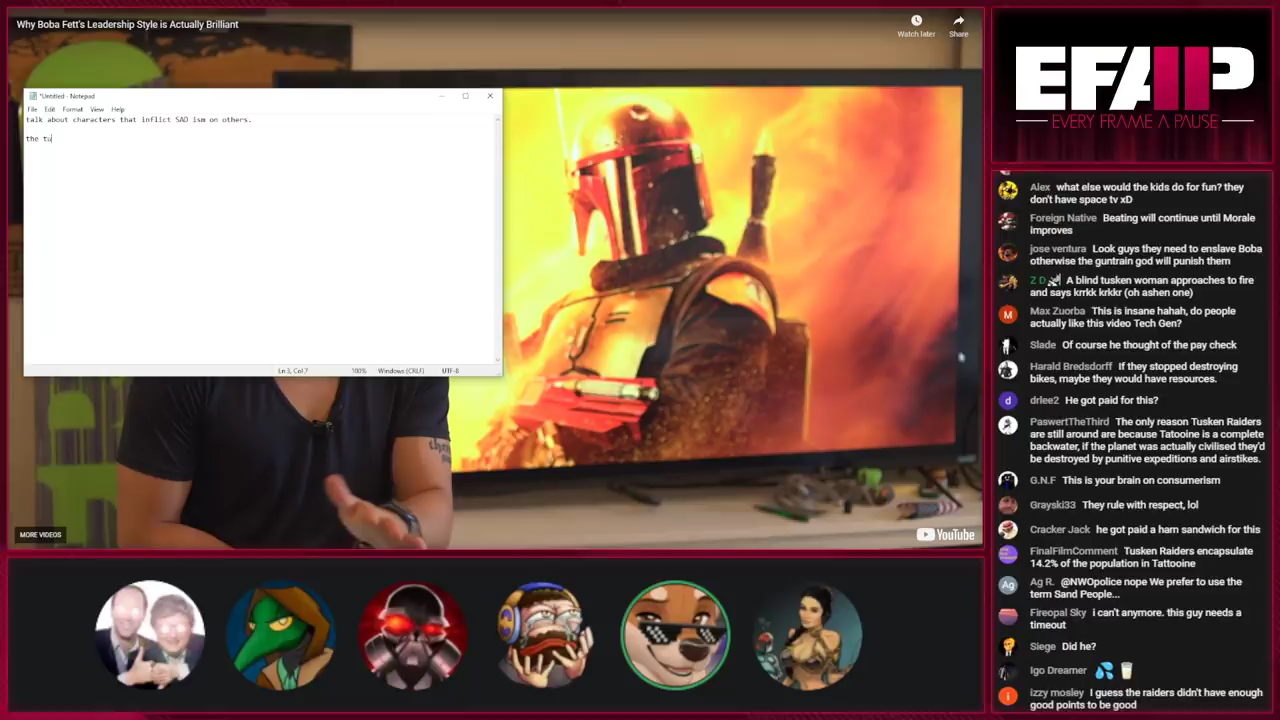 Why Boba Fett's Leadership Style is Actually Brilliant
Watch later
Share
*Untitled - Notepad
File Edit Format View Help
talk about characters that inflict SAD ism on others.
the tu
Ln 3, Col 7 100% Windows (CRLF) UTF-8
MORE VIDEOS
YouTube
EFAP
EVERY FRAME A PAUSE
Alex what else would the kids do for fun? they
don't have space tv xD
Foreign Native Beating will continue until Morale
improves
jose ventura Look guys they need to enslave Boba
otherwise the guntrain god will punish them
Z D A blind tusken woman approaches to fire
and says krrkk krkkr (oh ashen one)
Max Zuorba This is insane hahah, do people
actually like this video Tech Gen?
Slade Of course he thought of the pay check
Harald Bredsdorff If they stopped destroying
bikes, maybe they would have resources.
drlee2 He got paid for this?
PaswertTheThird The only reason Tusken Raiders
are still around are because Tatooine is a complete
backwater, if the planet was actually civilised they'd
be destroyed by punitive expeditions and airstikes.
G.N.F This is your brain on consumerism
Grayski33 They rule with respect, lol
Cracker Jack he got paid a ham sandwich for this
FinalFilmComment Tusken Raiders encapsulate
14.2% of the population in Tattooine
Ag R. @NWOpolice nope We prefer to use the
term Sand People...
Fireopal Sky i can't anymore. this guy needs a
timeout
Siege Did he?
Igo Dreamer 💦 🥛
izzy mosley I guess the raiders didn't have enough
good points to be good